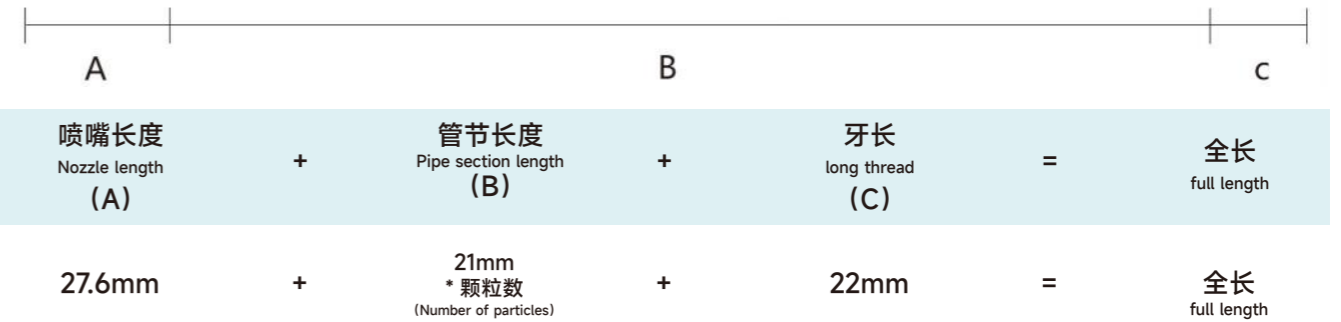 A B c
喷嘴长度 管节长度 牙长 全长
Nozzle length + Pipe section length + long thread = full length
(A) (B) (C)
27.6mm + 21mm + 22mm = 全长
* 颗粒数 full length
(Number of particles)